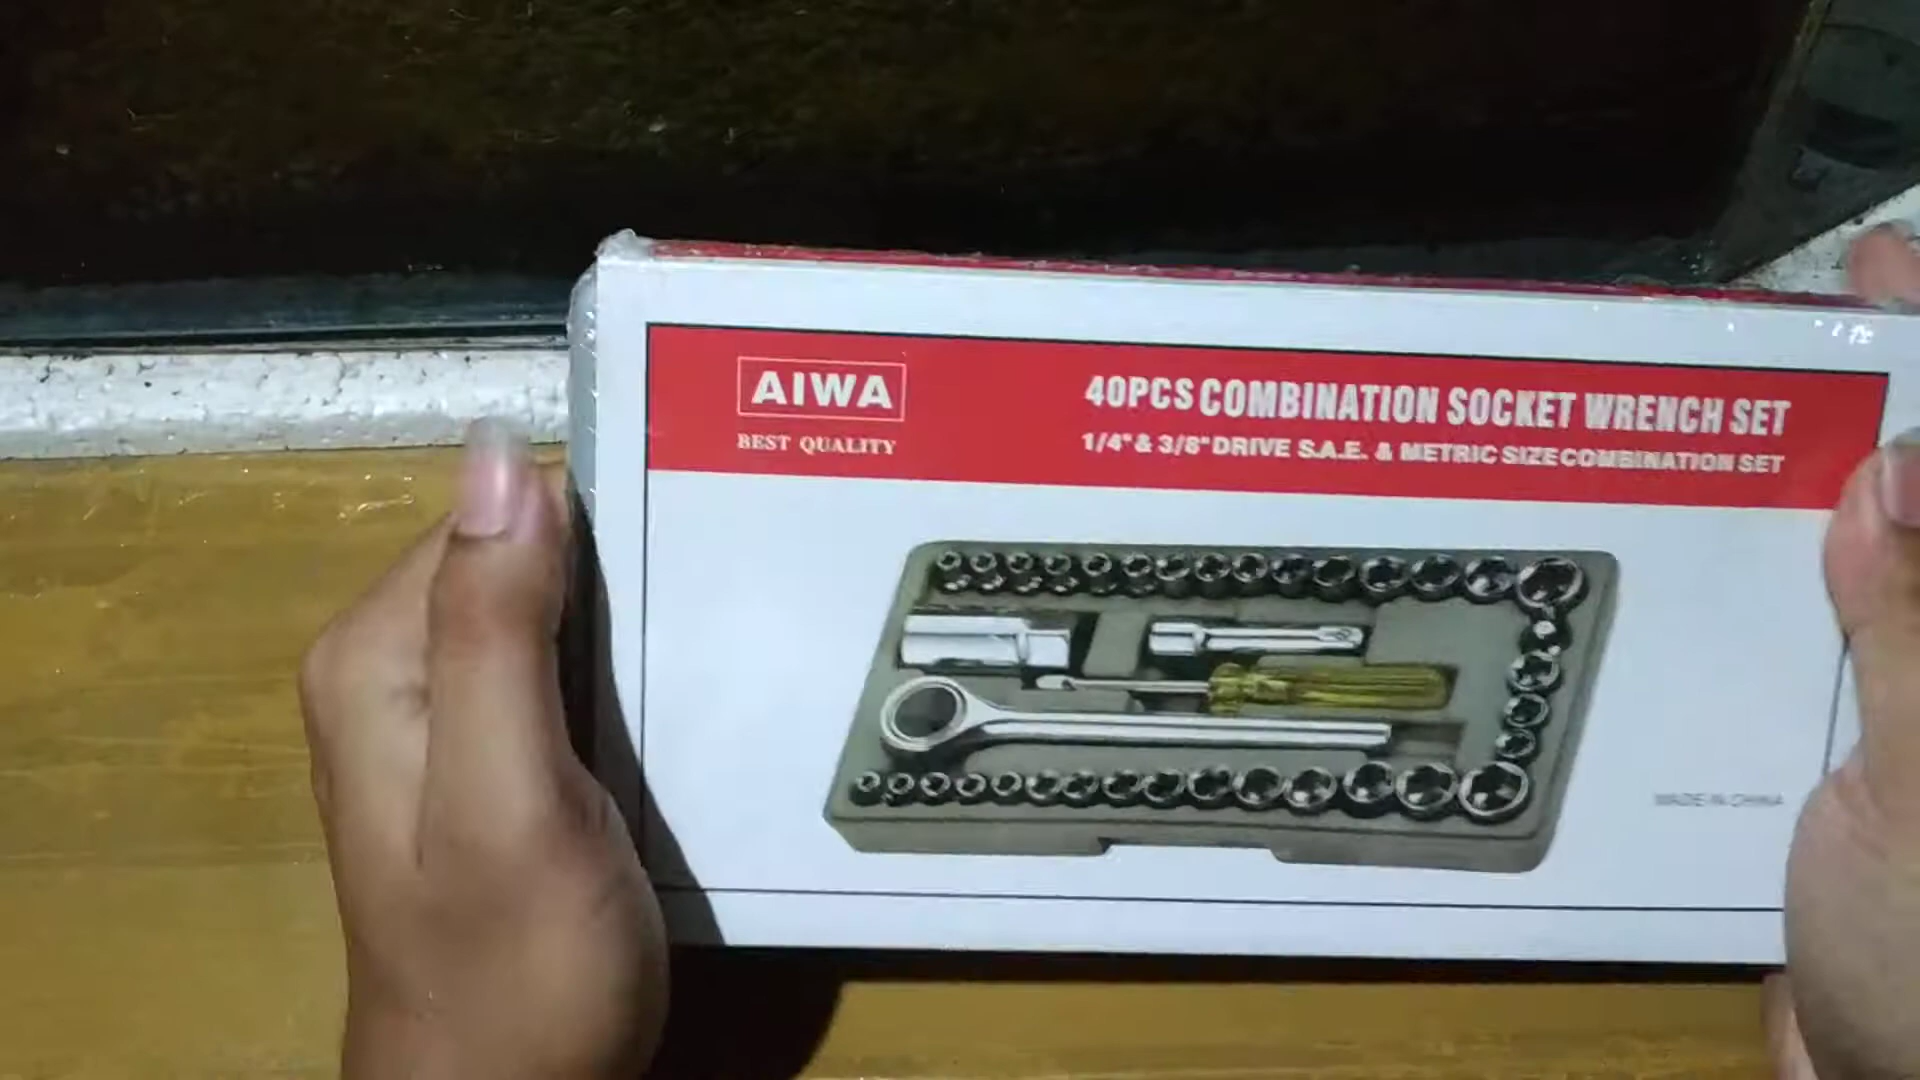 AIWA
BEST QUALITY
40PCS COMBINATION SOCKET WRENCH SET
1/4" & 3/8" DRIVE S.A.E. & METRIC SIZE COMBINATION SET
MADE IN CHINA